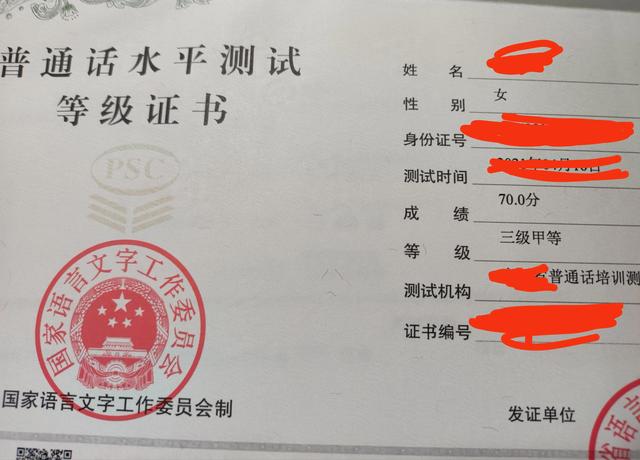 普通话水平测试
等级证书
PSC
国家语言文字工作委员会
国家语言文字工作委员会制
姓 名
性 别 女
身份证号
测试时间
成 绩 70.0分
等 级 三级甲等
测试机构 普通话培训测
证书编号
发证单位
省语